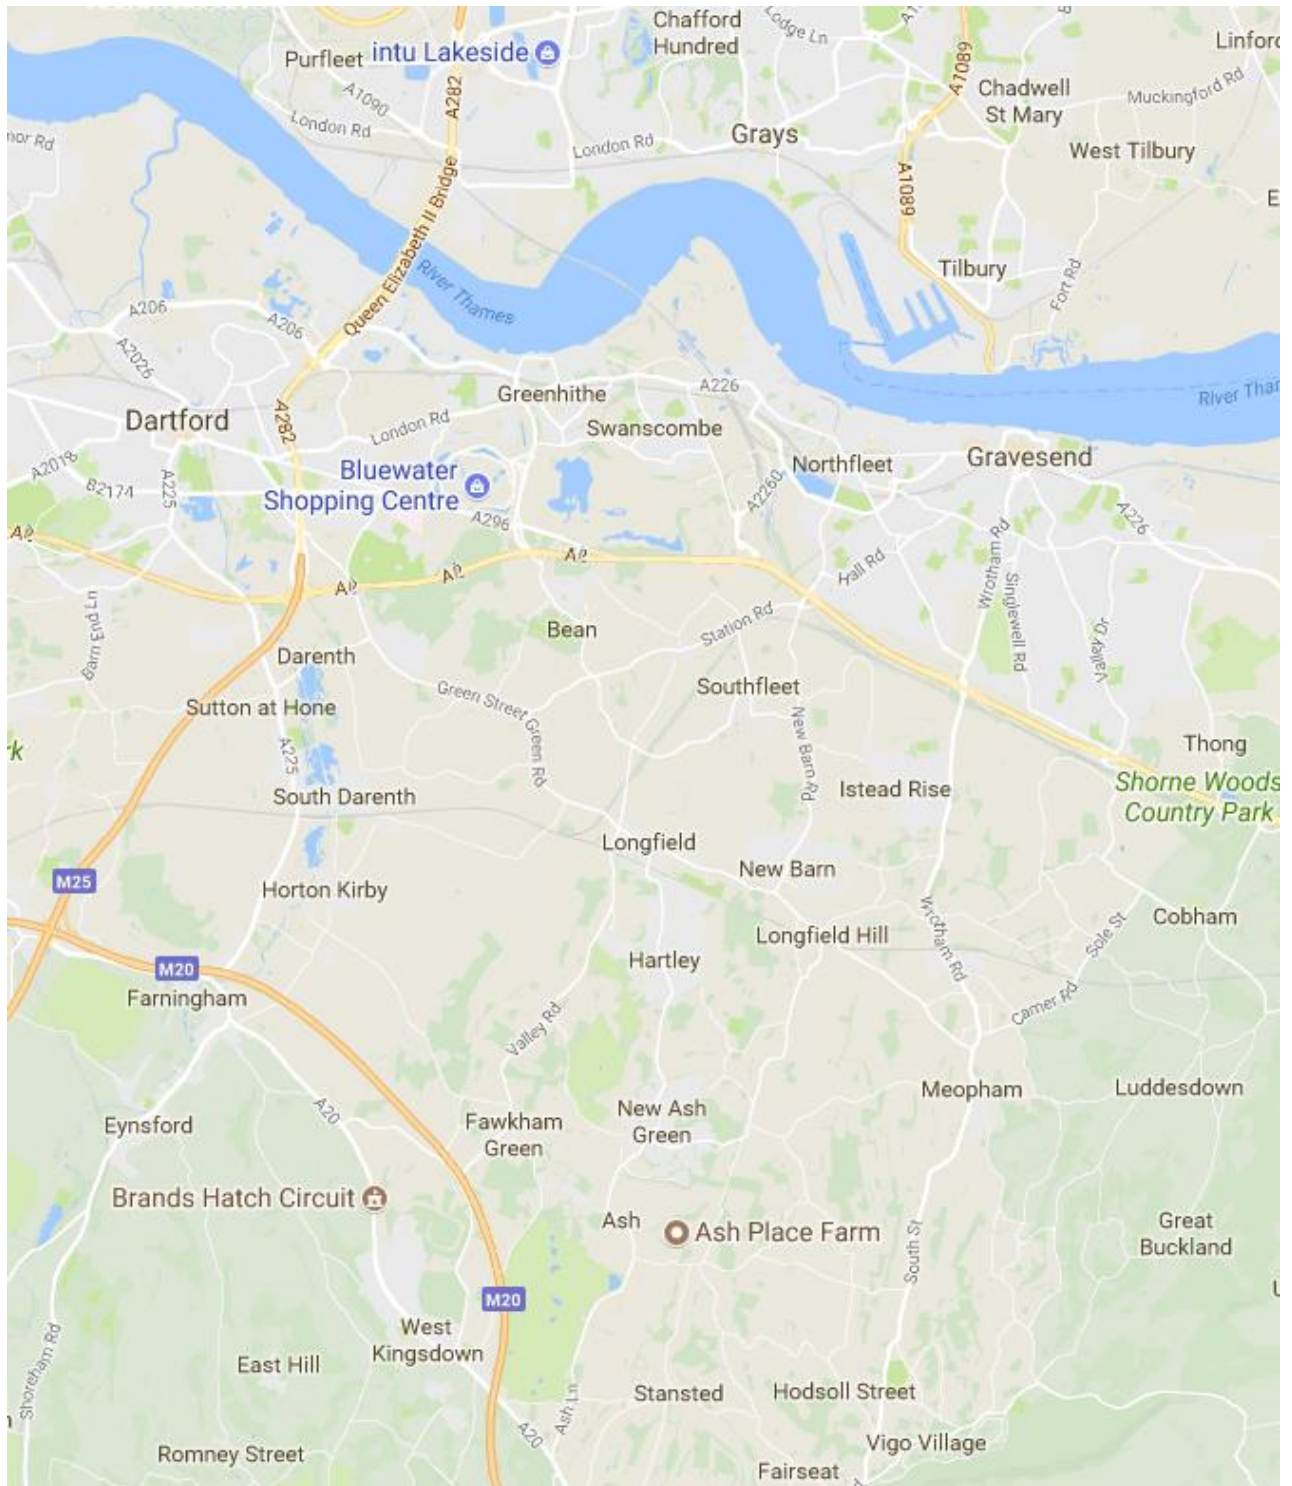 Chafford
Hundred
Lodge Ln
A1089
Linford
Purfleet
intu Lakeside
A282
A1090
London Rd
London Rd
Grays
Chadwell
St Mary
Muckingford Rd
West Tilbury
nor Rd
A1089
E
Queen Elizabeth II Bridge
River Thames
Tilbury
Fort Rd
A206
A206
A2026
Greenhithe
A226
River Thar
Dartford
A282
London Rd
Swanscombe
Northfleet
Gravesend
A2018
B2174
A225
Bluewater
Shopping Centre
A296
A2260
A226
A2
A2
A2
A2
Hall Rd
Wrotham Rd
Singlewell Rd
Valley Dr
Barn End Ln
Bean
Station Rd
Darenth
Green Street Green Rd
Southfleet
New Barn Rd
Sutton at Hone
A225
rk
Thong
Shorne Woods
Country Park
South Darenth
Istead Rise
Longfield
New Barn
M25
Horton Kirby
Wrotham Rd
Cobham
Longfield Hill
Sole St
Hartley
M20
Farningham
Valley Rd
Camer Rd
Meopham
Luddesdown
A20
Eynsford
Fawkham
Green
New Ash
Green
Brands Hatch Circuit
Ash
Ash Place Farm
South St
Great
Buckland
M20
West
Kingsdown
Shoreham Rd
East Hill
Stansted
Hodsoll Street
Ash Ln
A20
Romney Street
Vigo Village
Fairseat